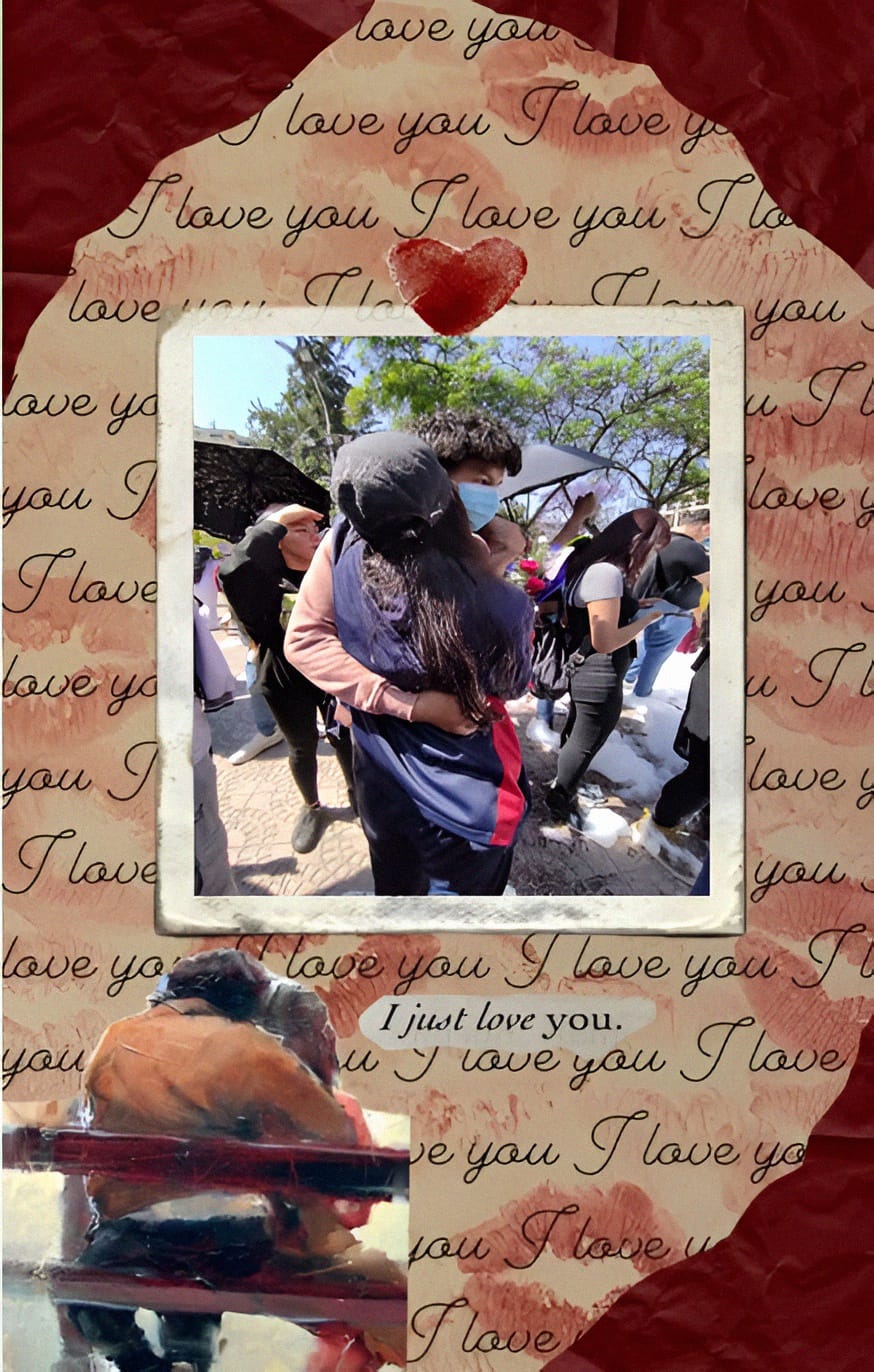 love you
I love you I love yo
I love you I love you I lo
love you I lo I love you
love yo u I l
you I love y
I love you
love yo u I l
you I love y
I love you
love yo I love you I love you I l
I just love you.
you u I love you I love
ve you I love yo
you I love y
I love